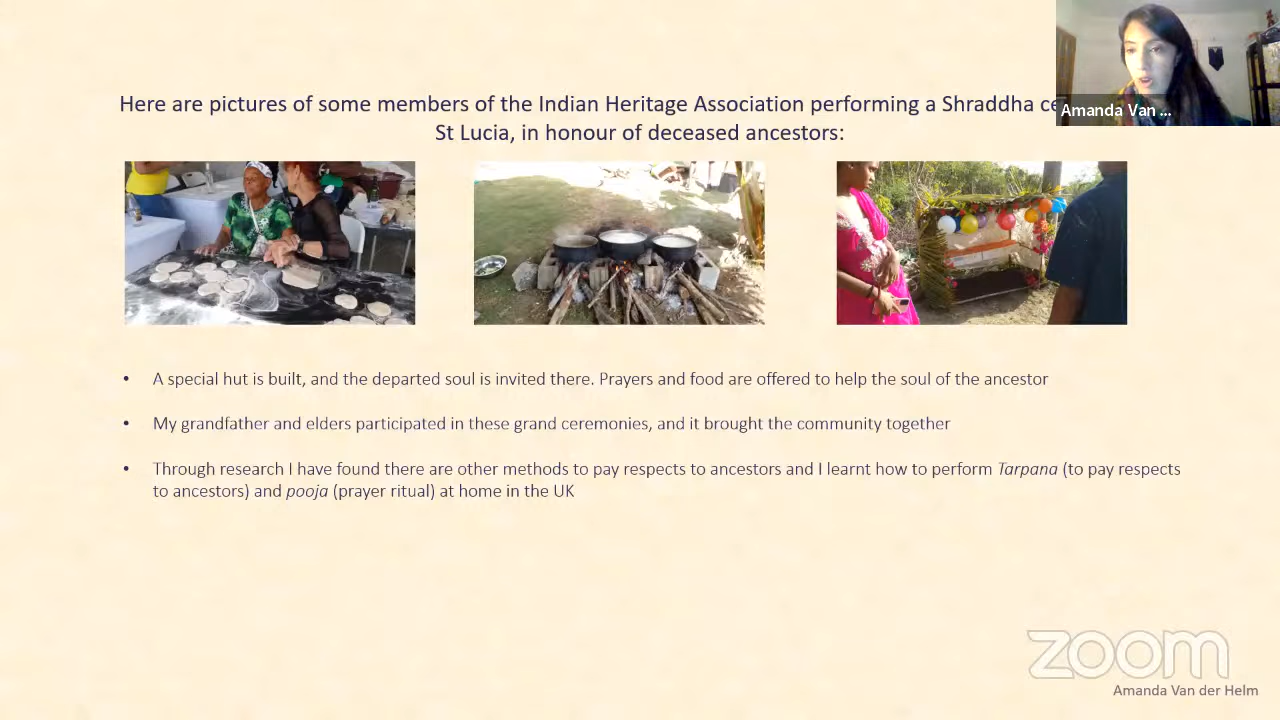 Here are pictures of some members of the Indian Heritage Association performing a Shraddha ce
St Lucia, in honour of deceased ancestors:
Amanda Van ...
• A special hut is built, and the departed soul is invited there. Prayers and food are offered to help the soul of the ancestor
• My grandfather and elders participated in these grand ceremonies, and it brought the community together
• Through research I have found there are other methods to pay respects to ancestors and I learnt how to perform Tarpana (to pay respects
to ancestors) and pooja (prayer ritual) at home in the UK
zoom
Amanda Van der Helm